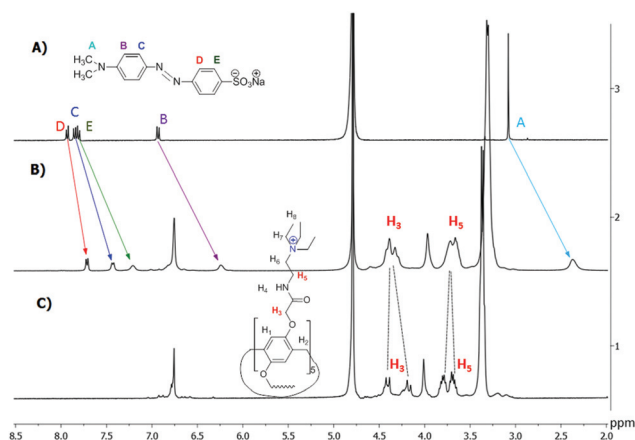 A)
A B C D E
H₃C
H₃C
N
N
N
S
SO₃Na
D C E B A
3
B)
H₈
H₇
N
H₆
H₅
H₄ NH
O
H₃
O
H₁ H₂
5
O
H₃ H₅
2
C)
H₃ H₅
1
8.5 8.0 7.5 7.0 6.5 6.0 5.5 5.0 4.5 4.0 3.5 3.0 2.5 2.0 ppm